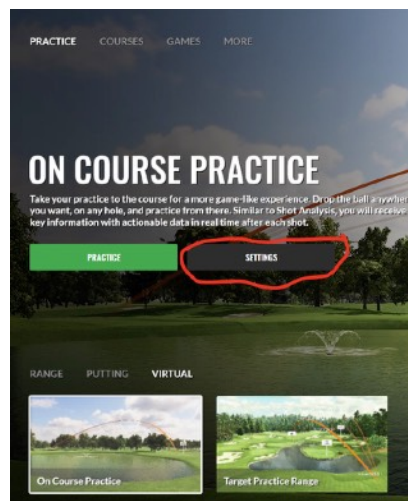 PRACTICE COURSES GAMES MORE
ON COURSE PRACTICE
Take your practice to the course for a more game-like experience. Drop the ball anywhere
you want, on any hole, and practice from there. Similar to Shot Analysis, you will receive
key information with actionable data in real time after each shot.
PRACTICE SETTINGS
RANGE PUTTING VIRTUAL
On Course Practice Target Practice Range